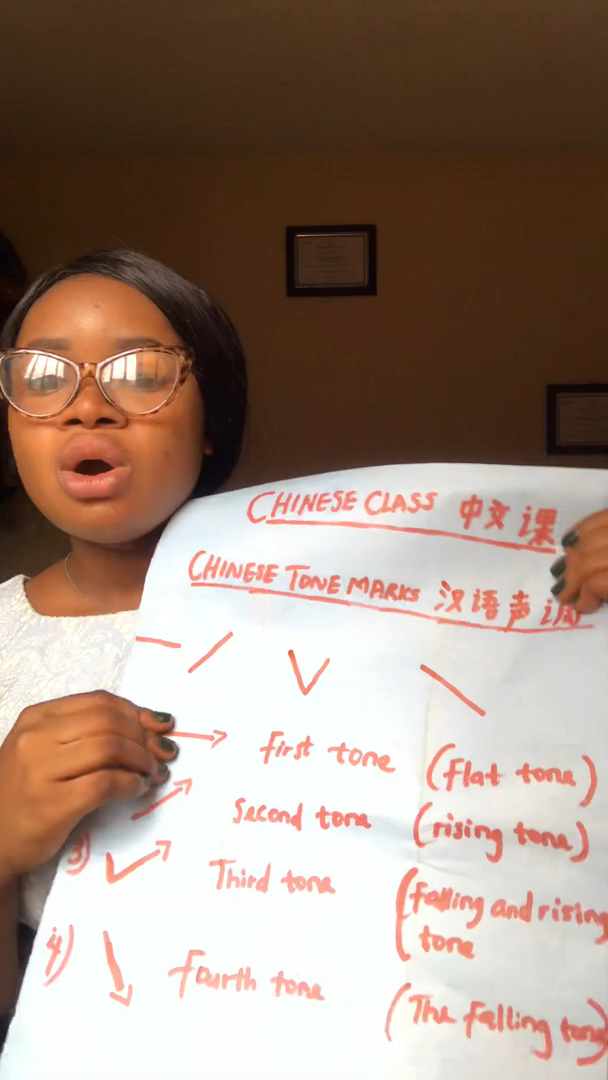 CHINESE CLASS 中文课
CHINESE TONE MARKS 汉语声调
First tone (flat tone)
Second tone (rising tone)
3) Third tone (Falling and rising
tone
4) Fourth tone (The Falling tone)